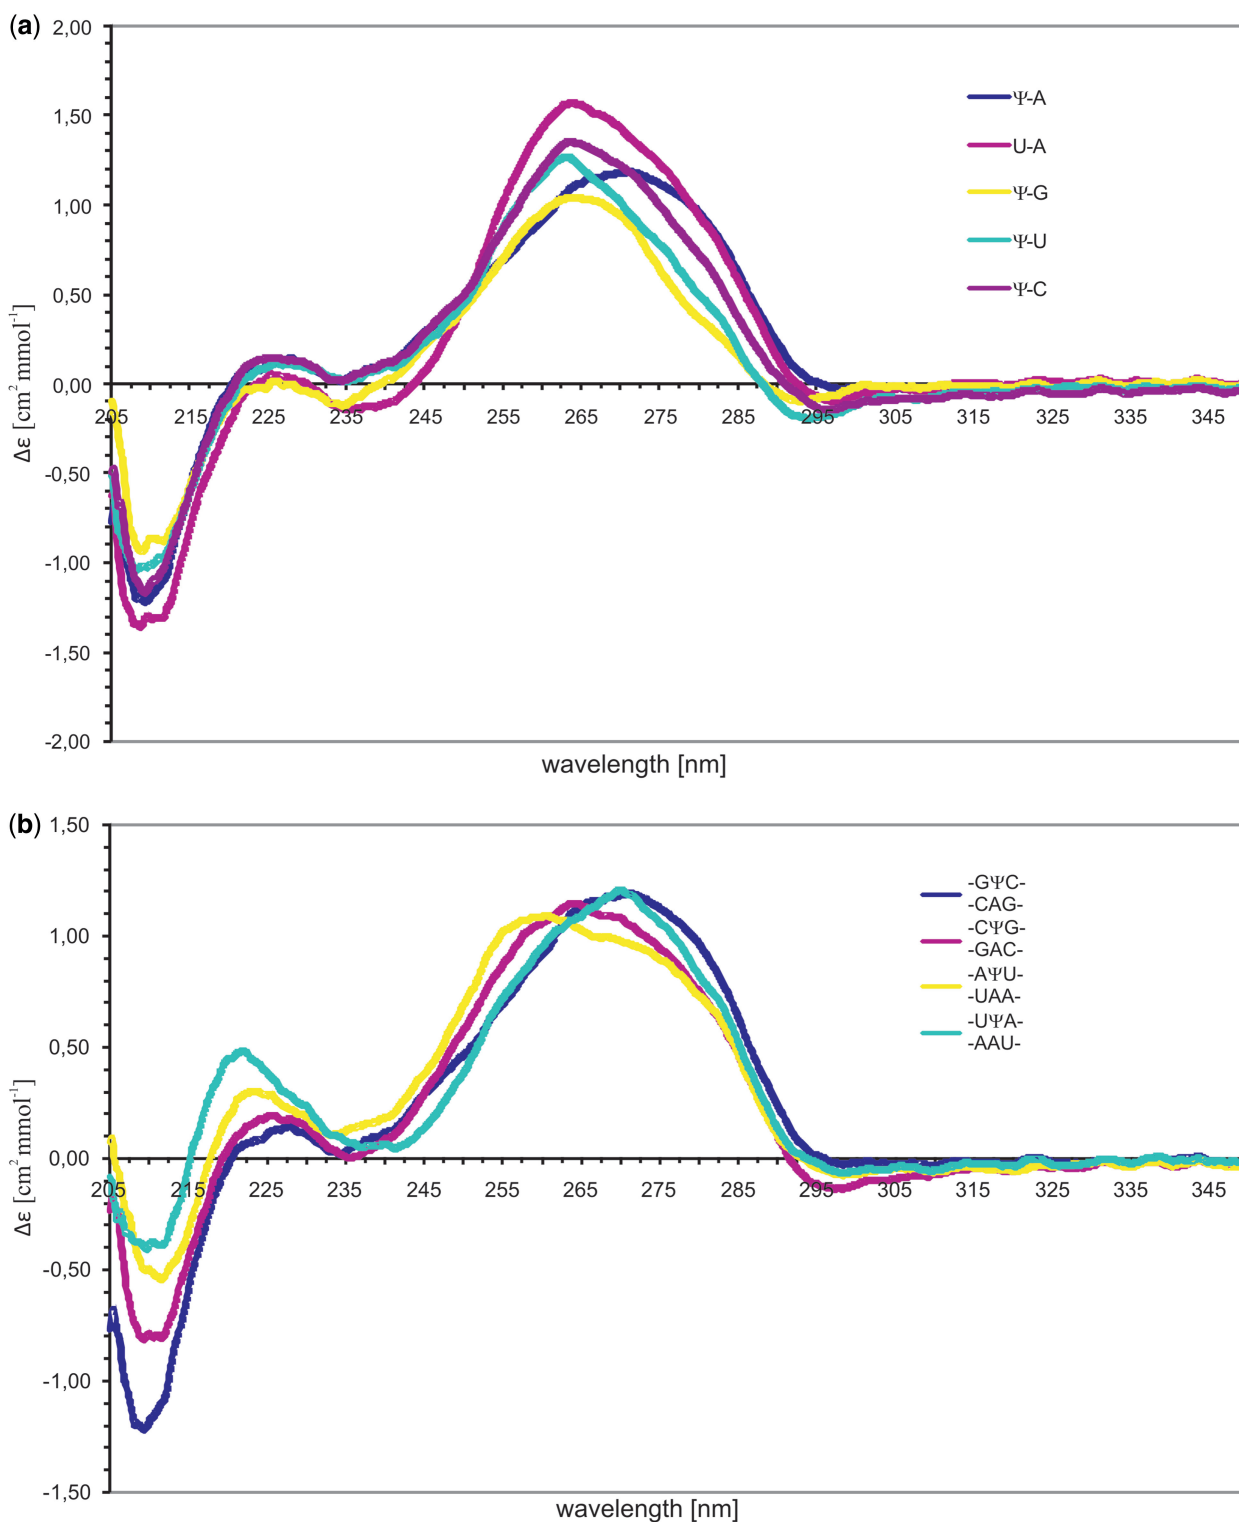 (a)
2,00
1,50
1,00
0,50
0,00
-0,50
-1,00
-1,50
-2,00
Δε [cm² mmol⁻¹]
205 215 225 235 245 255 265 275 285 295 305 315 325 335 345
wavelength [nm]
Ψ-A
U-A
Ψ-G
Ψ-U
Ψ-C
(b)
1,50
1,00
0,50
0,00
-0,50
-1,00
-1,50
Δε [cm² mmol⁻¹]
205 215 225 235 245 255 265 275 285 295 305 315 325 335 345
wavelength [nm]
-GΨC-
-CAG-
-CΨG-
-GAC-
-AΨU-
-UAA-
-UΨA-
-AAU-